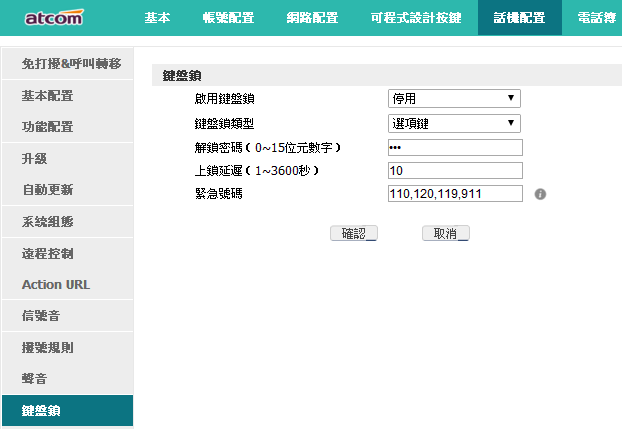 atcom
基本 帳號配置 網路配置 可程式設計按鍵 話機配置 電話簿
免打擾&呼叫轉移
基本配置
功能配置
升級
自動更新
系統組態
遠程控制
Action URL
信號音
撥號規則
聲音
鍵盤鎖
鍵盤鎖
啟用鍵盤鎖 停用
鍵盤鎖類型 選項鍵
解鎖密碼(0~15位元數字) •••
上鎖延遲(1~3600秒) 10
緊急號碼 110,120,119,911
確認 取消